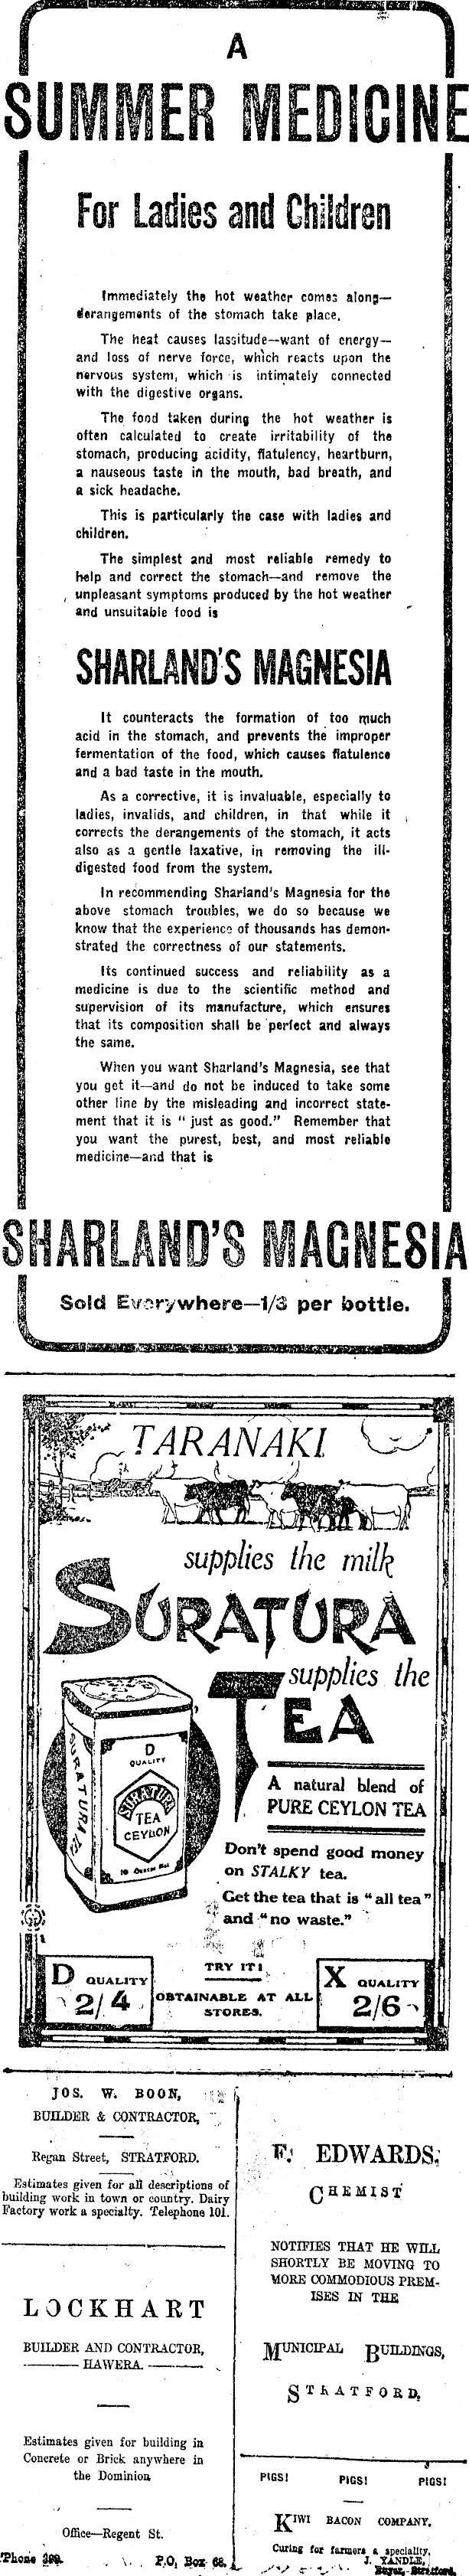 A
SUMMER MEDICINE
For Ladies and Children
Immediately the hot weather comes along—
derangements of the stomach take place.
The heat causes lassitude—want of energy—
and loss of nerve force, which reacts upon the
nervous system, which is intimately connected
with the digestive organs.
The food taken during the hot weather is
often calculated to create irritability of the
stomach, producing acidity, flatulency, heartburn,
a nauseous taste in the mouth, bad breath, and
a sick headache.
This is particularly the case with ladies and
children.
The simplest and most reliable remedy to
help and correct the stomach—and remove the
unpleasant symptoms produced by the hot weather
and unsuitable food is
SHARLAND'S MAGNESIA
It counteracts the formation of too much
acid in the stomach, and prevents the improper
fermentation of the food, which causes flatulence
and a bad taste in the mouth.
As a corrective, it is invaluable, especially to
ladies, invalids, and children, in that while it
corrects the derangements of the stomach, it acts
also as a gentle laxative, in removing the ill-
digested food from the system.
In recommending Sharland's Magnesia for the
above stomach troubles, we do so because we
know that the experience of thousands has demon-
strated the correctness of our statements.
Its continued success and reliability as a
medicine is due to the scientific method and
supervision of its manufacture, which ensures
that its composition shall be perfect and always
the same.
When you want Sharland's Magnesia, see that
you get it—and do not be induced to take some
other line by the misleading and incorrect state-
ment that it is " just as good." Remember that
you want the purest, best, and most reliable
medicine—and that is
SHARLAND'S MAGNESIA
Sold Everywhere—1/3 per bottle.
TARANAKI
supplies the milk
SURATURA
supplies the
TEA
D
QUALITY
SURATURA
TEA
CEYLON
SURATURA
A natural blend of
PURE CEYLON TEA
Don't spend good money
on STALKY tea.
Get the tea that is "all tea"
and "no waste."
TRY IT!
OBTAINABLE AT ALL
STORES.
D QUALITY
2/4
X QUALITY
2/6
JOS. W. BOON,
BUILDER & CONTRACTOR,
Regan Street, STRATFORD.
Estimates given for all descriptions of
building work in town or country. Dairy
Factory work a specialty. Telephone 101.
LOCKHART
BUILDER AND CONTRACTOR,
HAWERA.
Estimates given for building in
Concrete or Brick anywhere in
the Dominion
Office—Regent St.
'Phone P.O. Box 68.
F. EDWARDS,
CHEMIST
NOTIFIES THAT HE WILL
SHORTLY BE MOVING TO
MORE COMMODIOUS PREM-
ISES IN THE
MUNICIPAL BUILDINGS,
STRATFORD.
PIGS! PIGS! PIGS!
KIWI BACON COMPANY.
Curing for farmers a speciality.
J. YANDLE,
Buyer, Stratford.